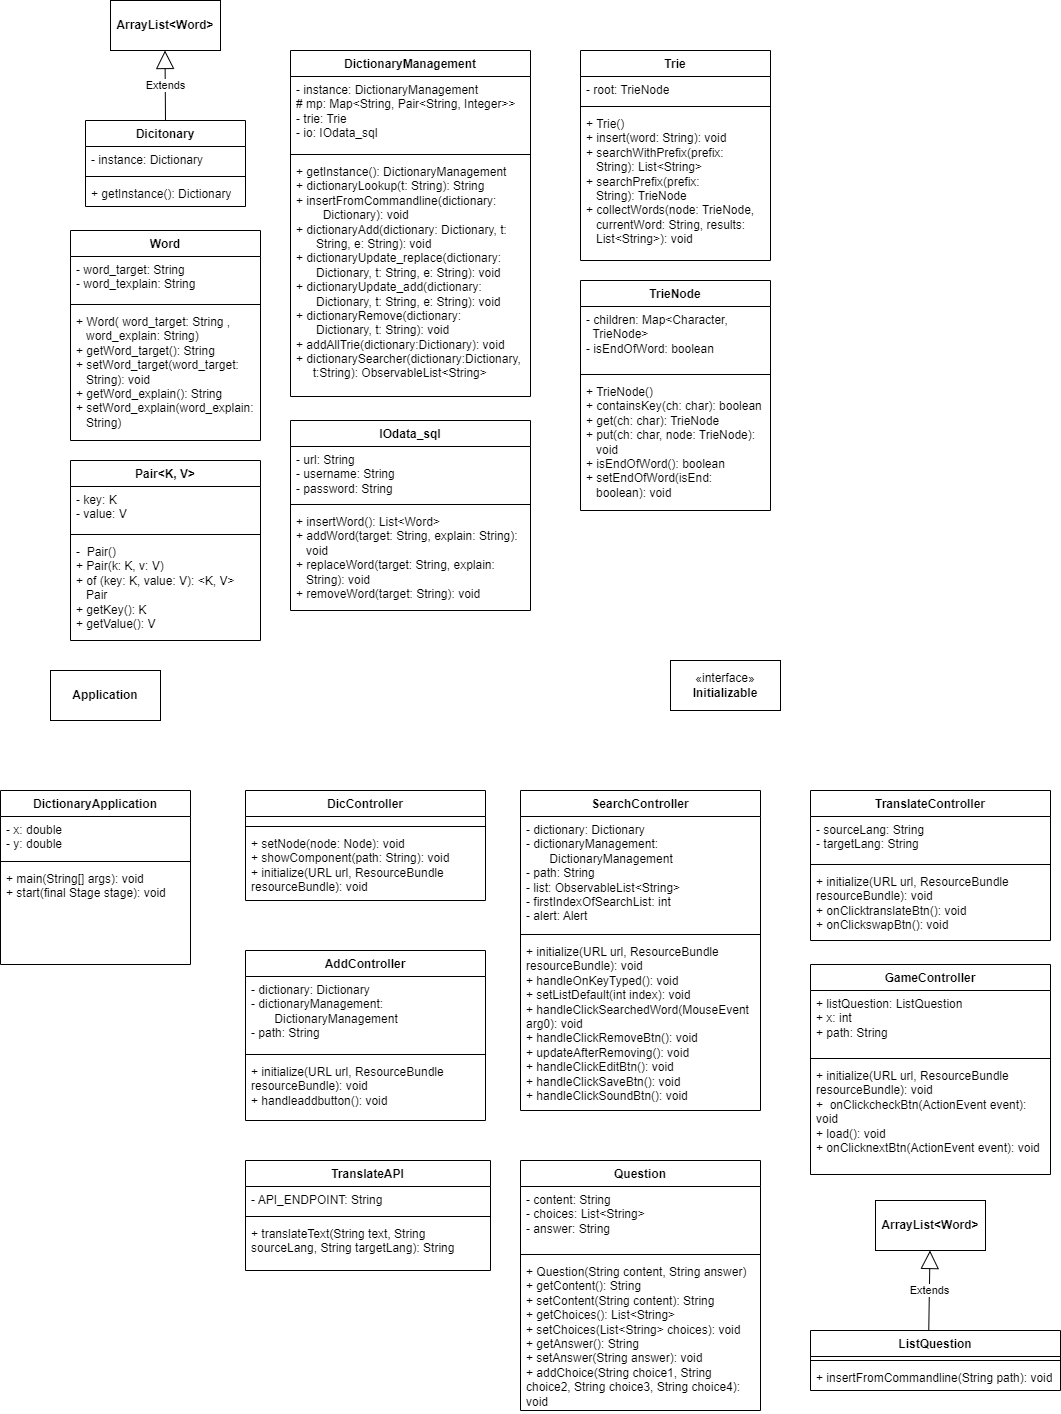 ArrayList<Word>
Extends
Dicitonary
- instance: Dictionary
+ getInstance(): Dictionary
Word
- word_target: String
- word_texplain: String
+ Word( word_target: String ,
word_explain: String)
+ getWord_target(): String
+ setWord_target(word_target:
String): void
+ getWord_explain(): String
+ setWord_explain(word_explain:
String)
Pair<K, V>
- key: K
- value: V
- Pair()
+ Pair(k: K, v: V)
+ of (key: K, value: V): <K, V>
Pair
+ getKey(): K
+ getValue(): V
DictionaryManagement
- instance: DictionaryManagement
# mp: Map<String, Pair<String, Integer>>
- trie: Trie
- io: IOdata_sql
+ getInstance(): DictionaryManagement
+ dictionaryLookup(t: String): String
+ insertFromCommandline(dictionary:
Dictionary): void
+ dictionaryAdd(dictionary: Dictionary, t:
String, e: String): void
+ dictionaryUpdate_replace(dictionary:
Dictionary, t: String, e: String): void
+ dictionaryUpdate_add(dictionary:
Dictionary, t: String, e: String): void
+ dictionaryRemove(dictionary:
Dictionary, t: String): void
+ addAllTrie(dictionary:Dictionary): void
+ dictionarySearcher(dictionary:Dictionary,
t:String): ObservableList<String>
IOdata_sql
- url: String
- username: String
- password: String
+ insertWord(): List<Word>
+ addWord(target: String, explain: String):
void
+ replaceWord(target: String, explain:
String): void
+ removeWord(target: String): void
Trie
- root: TrieNode
+ Trie()
+ insert(word: String): void
+ searchWithPrefix(prefix:
String): List<String>
+ searchPrefix(prefix:
String): TrieNode
+ collectWords(node: TrieNode,
currentWord: String, results:
List<String>): void
TrieNode
- children: Map<Character,
TrieNode>
- isEndOfWord: boolean
+ TrieNode()
+ containsKey(ch: char): boolean
+ get(ch: char): TrieNode
+ put(ch: char, node: TrieNode):
void
+ isEndOfWord(): boolean
+ setEndOfWord(isEnd:
boolean): void
Application
«interface»
Initializable
DictionaryApplication
- x: double
- y: double
+ main(String[] args): void
+ start(final Stage stage): void
DicController
+ setNode(node: Node): void
+ showComponent(path: String): void
+ initialize(URL url, ResourceBundle
resourceBundle): void
AddController
- dictionary: Dictionary
- dictionaryManagement:
DictionaryManagement
- path: String
+ initialize(URL url, ResourceBundle
resourceBundle): void
+ handleaddbutton(): void
TranslateAPI
- API_ENDPOINT: String
+ translateText(String text, String
sourceLang, String targetLang): String
SearchController
- dictionary: Dictionary
- dictionaryManagement:
DictionaryManagement
- path: String
- list: ObservableList<String>
- firstIndexOfSearchList: int
- alert: Alert
+ initialize(URL url, ResourceBundle
resourceBundle): void
+ handleOnKeyTyped(): void
+ setListDefault(int index): void
+ handleClickSearchedWord(MouseEvent
arg0): void
+ handleClickRemoveBtn(): void
+ updateAfterRemoving(): void
+ handleClickEditBtn(): void
+ handleClickSaveBtn(): void
+ handleClickSoundBtn(): void
Question
- content: String
- choices: List<String>
- answer: String
+ Question(String content, String answer)
+ getContent(): String
+ setContent(String content): String
+ getChoices(): List<String>
+ setChoices(List<String> choices): void
+ getAnswer(): String
+ setAnswer(String answer): void
+ addChoice(String choice1, String
choice2, String choice3, String choice4):
void
TranslateController
- sourceLang: String
- targetLang: String
+ initialize(URL url, ResourceBundle
resourceBundle): void
+ onClicktranslateBtn(): void
+ onClickswapBtn(): void
GameController
+ listQuestion: ListQuestion
+ x: int
+ path: String
+ initialize(URL url, ResourceBundle
resourceBundle): void
+ onClickcheckBtn(ActionEvent event):
void
+ load(): void
+ onClicknextBtn(ActionEvent event): void
ArrayList<Word>
Extends
ListQuestion
+ insertFromCommandline(String path): void